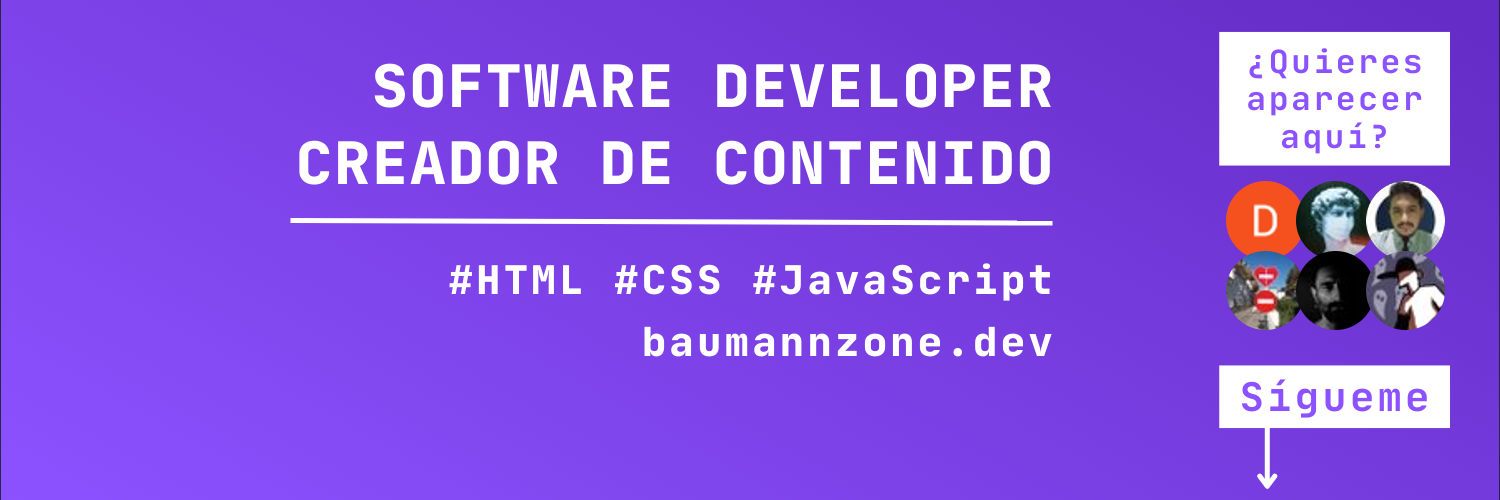 SOFTWARE DEVELOPER
CREADOR DE CONTENIDO
#HTML #CSS #JavaScript
baumannzone.dev
¿Quieres
aparecer
aquí?
D
Sígueme